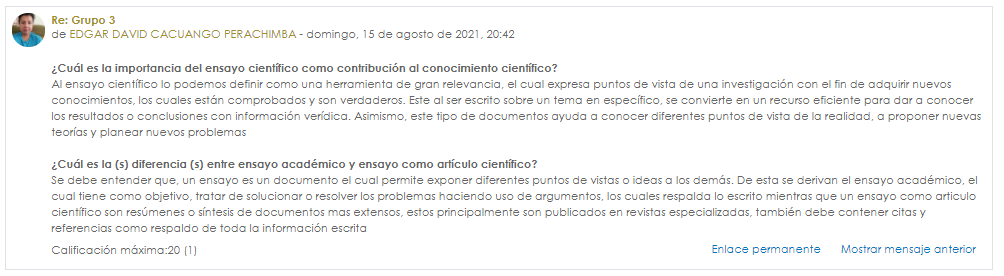 Re: Grupo 3
de EDGAR DAVID CACUANGO PERACHIMBA - domingo, 15 de agosto de 2021, 20:42
¿Cuál es la importancia del ensayo científico como contribución al conocimiento científico?
Al ensayo científico lo podemos definir como una herramienta de gran relevancia, el cual expresa puntos de vista de una investigación con el fin de adquirir nuevos
conocimientos, los cuales están comprobados y son verdaderos. Este al ser escrito sobre un tema en específico, se convierte en un recurso eficiente para dar a conocer
los resultados o conclusiones con información verídica. Asimismo, este tipo de documentos ayuda a conocer diferentes puntos de vista de la realidad, a proponer nuevas
teorías y planear nuevos problemas
¿Cuál es la (s) diferencia (s) entre ensayo académico y ensayo como artículo científico?
Se debe entender que, un ensayo es un documento el cual permite exponer diferentes puntos de vistas o ideas a los demás. De esta se derivan el ensayo académico, el
cual tiene como objetivo, tratar de solucionar o resolver los problemas haciendo uso de argumentos, los cuales respalda lo escrito mientras que un ensayo como articulo
científico son resúmenes o síntesis de documentos mas extensos, estos principalmente son publicados en revistas especializadas, también debe contener citas y
referencias como respaldo de toda la información escrita
Calificación máxima:20 (1)
Enlace permanente Mostrar mensaje anterior